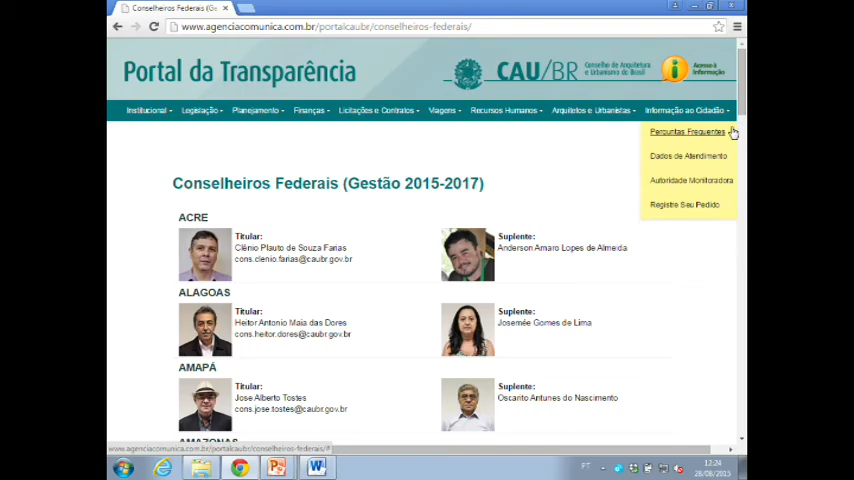 Conselheiros Federais (Ge
www.agenciacomunica.com.br/portalcaubr/conselheiros-federais/
Portal da Transparência
CAU/BR
Conselho de Arquitetura
e Urbanismo do Brasil
i
Acesso à
Informação
Institucional
Legislação
Planejamento
Finanças
Licitações e Contratos
Viagens
Recursos Humanos
Arquitetos e Urbanistas
Informação ao Cidadão
Perguntas Frequentes
Dados de Atendimento
Autoridade Monitoradora
Registre Seu Pedido
Conselheiros Federais (Gestão 2015-2017)
ACRE
Titular:
Clênio Plauto de Souza Farias
cons.clenio.farias@caubr.gov.br
Suplente:
Anderson Amaro Lopes de Almeida
ALAGOAS
Titular:
Heitor Antonio Maia das Dores
cons.heitor.dores@caubr.gov.br
Suplente:
Josemée Gomes de Lima
AMAPÁ
Titular:
Jose Alberto Tostes
cons.jose.tostes@caubr.gov.br
Suplente:
Oscarito Antunes do Nascimento
AMAZONAS
www.agenciacomunica.com.br/portalcaubr/conselheiros-federais/#
PT
12:24
28/08/2015